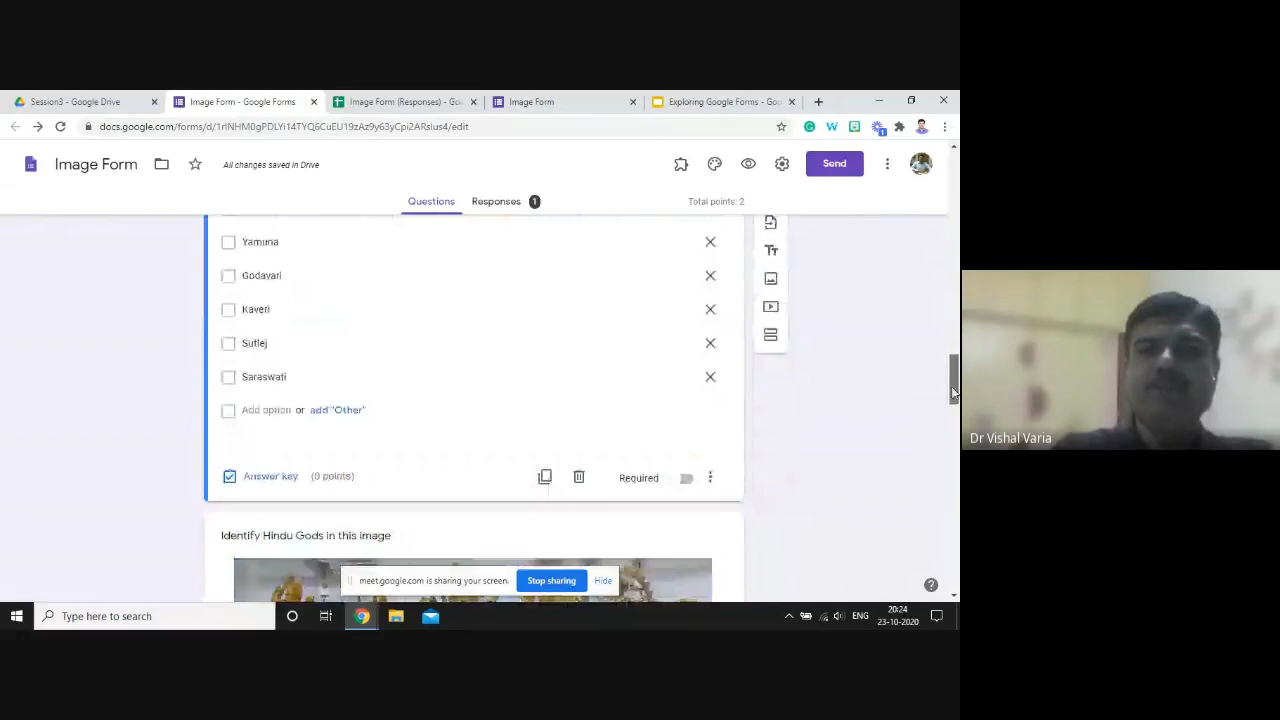 Session3 - Google Drive
Image Form - Google Forms
Image Form (Responses) - Go
Image Form
Exploring Google Forms - Goo
docs.google.com/forms/d/1rINHM0gPDLYi14TYQ6CuEU19zAz9y63yCpi2ARslus4/edit
Image Form
All changes saved in Drive
Send
Questions
Responses 1
Total points: 2
Yamuna
Godavari
Kaveri
Sutlej
Saraswati
Add option or add "Other"
Answer key (0 points)
Required
Identify Hindu Gods in this image
meet.google.com is sharing your screen.
Stop sharing
Hide
Dr Vishal Varia
Type here to search
ENG
20:24
23-10-2020